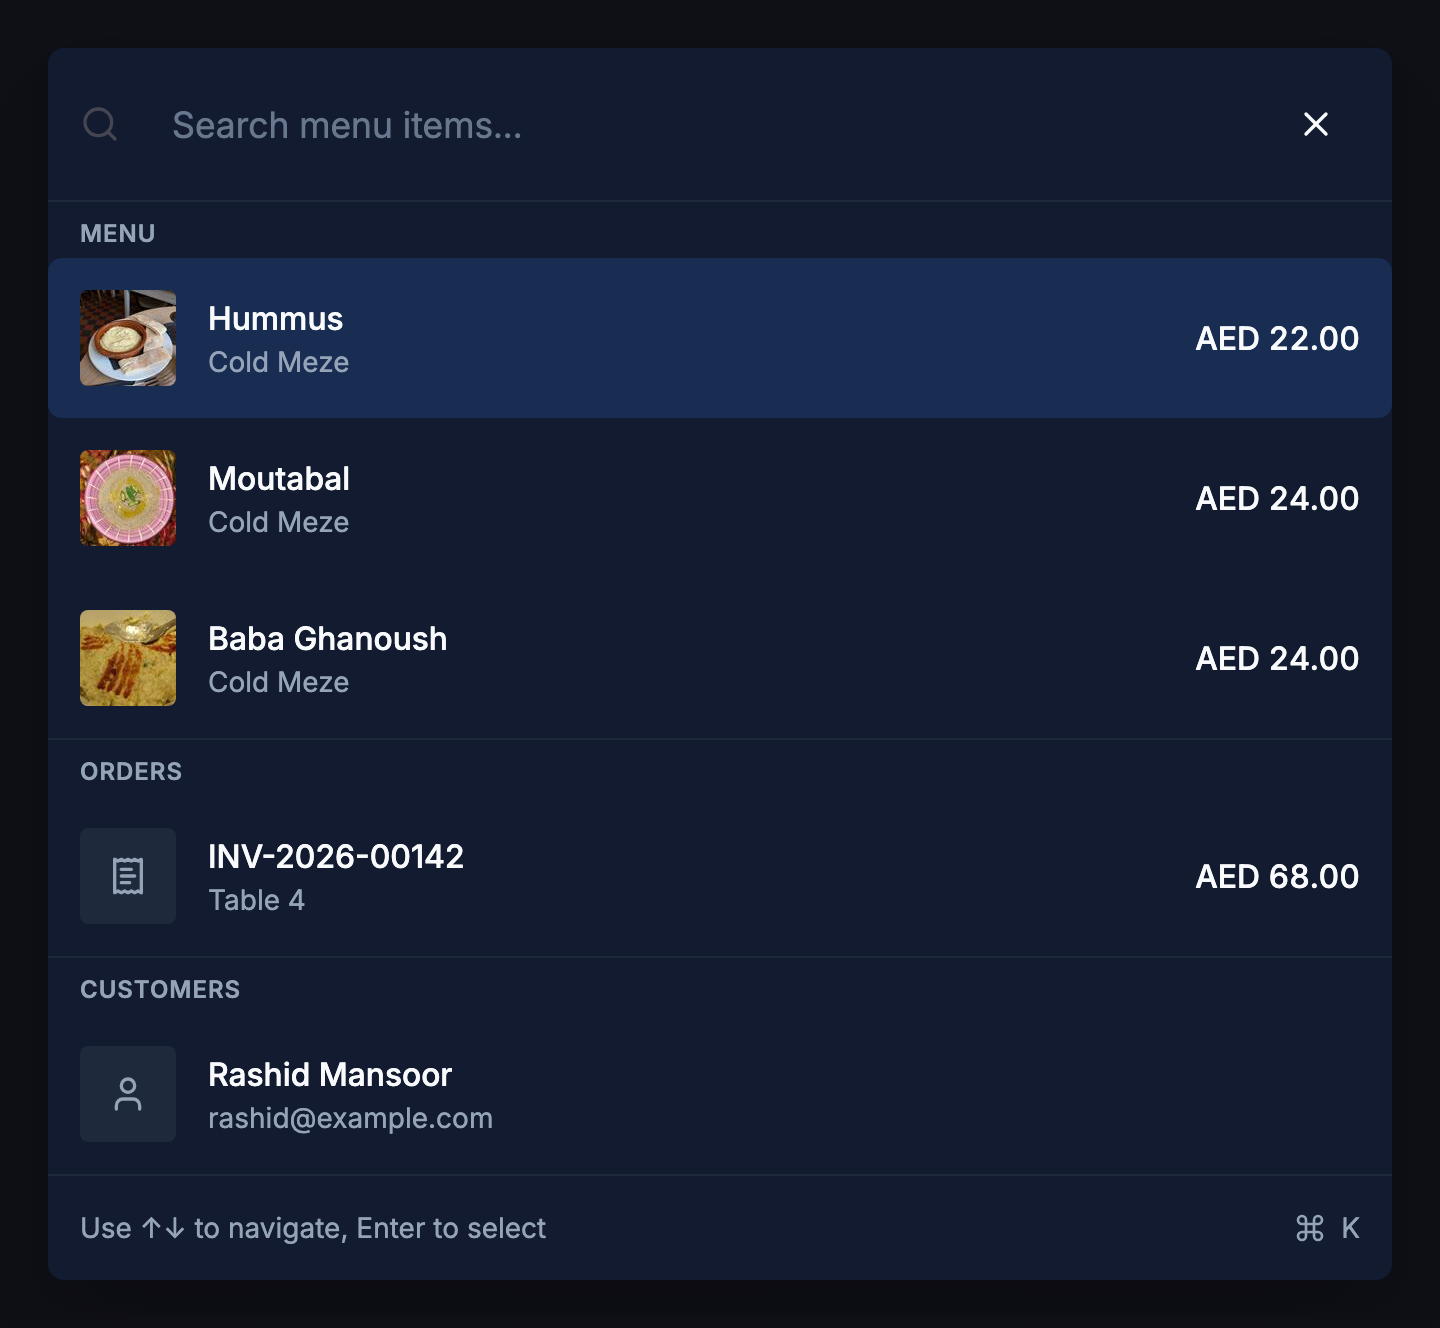 Search menu items...
MENU
Hummus
Cold Meze
AED 22.00
Moutabal
Cold Meze
AED 24.00
Baba Ghanoush
Cold Meze
AED 24.00
ORDERS
INV-2026-00142
Table 4
AED 68.00
CUSTOMERS
Rashid Mansoor
rashid@example.com
Use ↑↓ to navigate, Enter to select
⌘ K